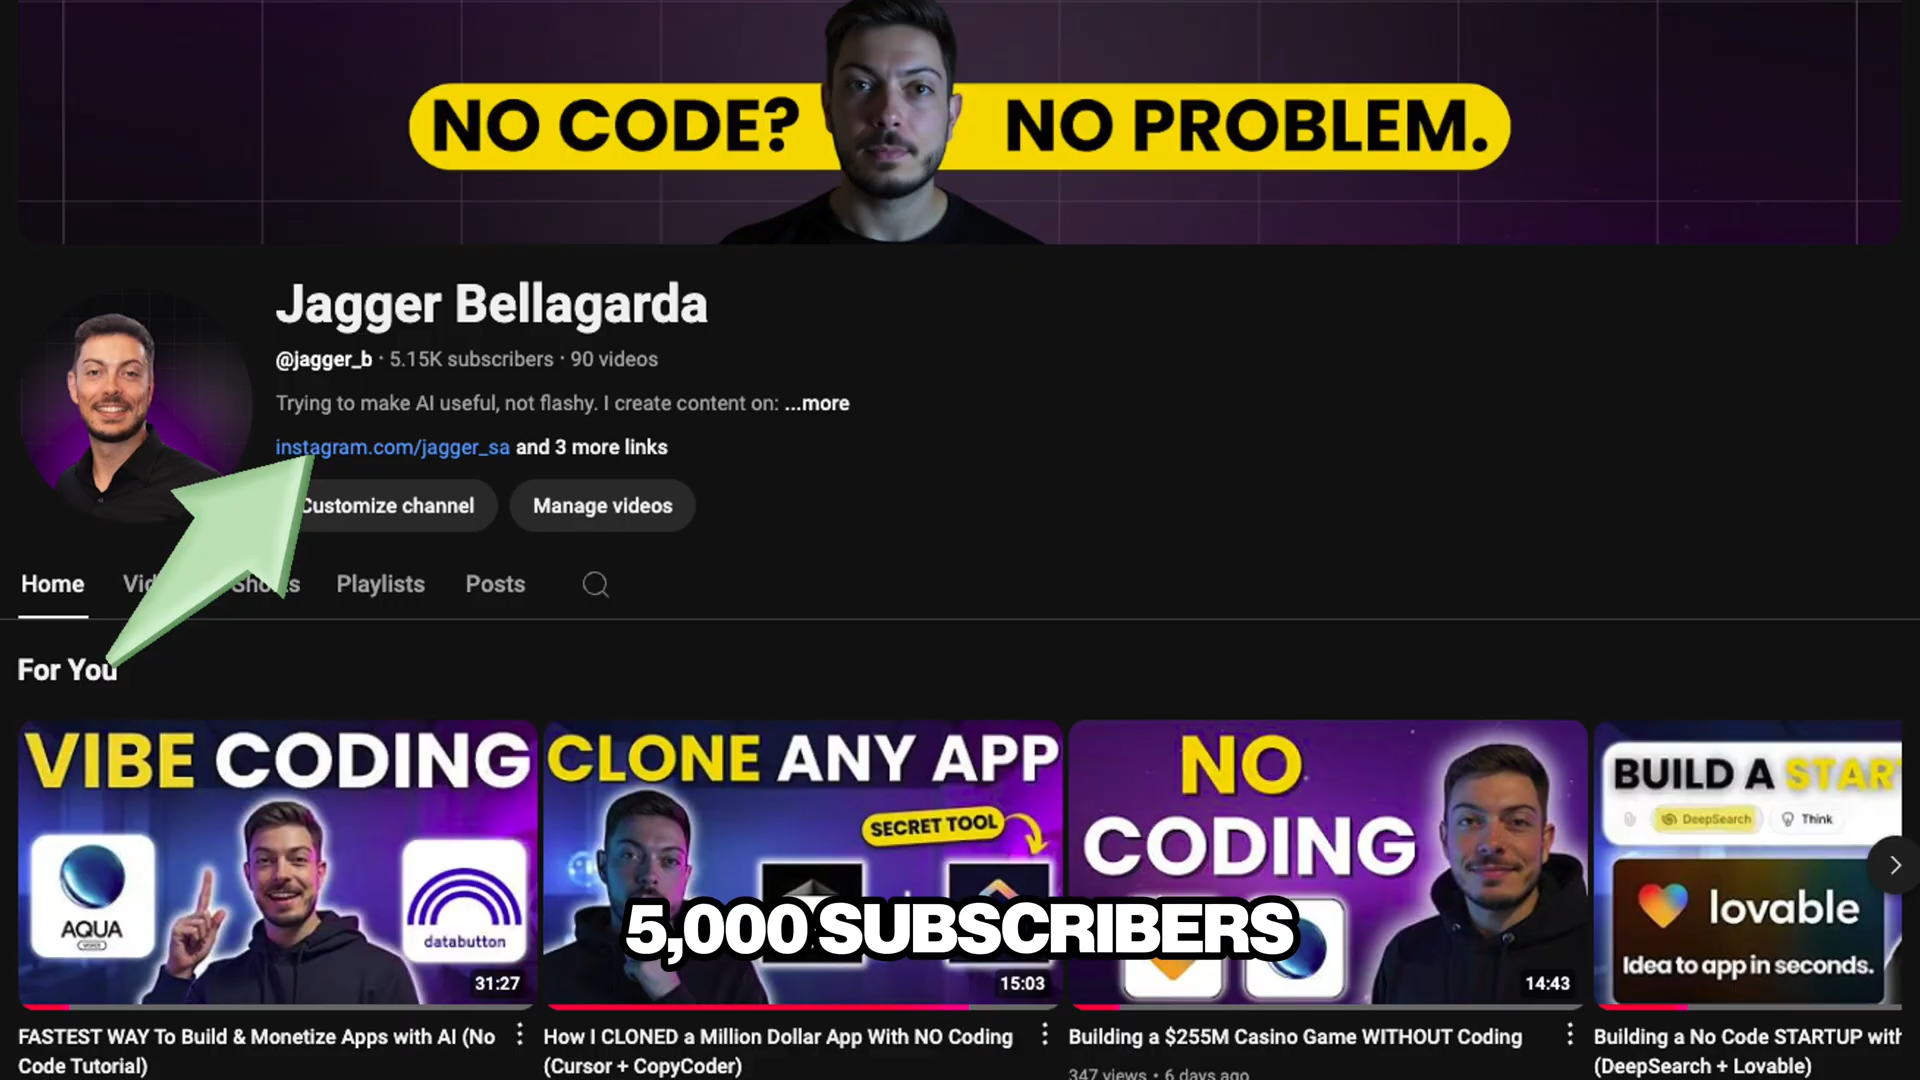 NO CODE? NO PROBLEM.
Jagger Bellagarda
@jagger_b · 5.15K subscribers · 90 videos
Trying to make AI useful, not flashy. I create content on: ...more
instagram.com/jagger_sa and 3 more links
Customize channel
Manage videos
Home
Shorts
Playlists
Posts
For You
VIBE CODING
AQUA
VOICE
databutton
31:27
FASTEST WAY To Build & Monetize Apps with AI (No
Code Tutorial)
CLONE ANY APP
SECRET TOOL
15:03
How I CLONED a Million Dollar App With NO Coding
(Cursor + CopyCoder)
NO
CODING
14:43
Building a $255M Casino Game WITHOUT Coding
347 views • 6 days ago
BUILD A STAR
DeepSearch
Think
lovable
Idea to app in seconds.
Building a No Code STARTUP with
(DeepSearch + Lovable)
5,000 SUBSCRIBERS